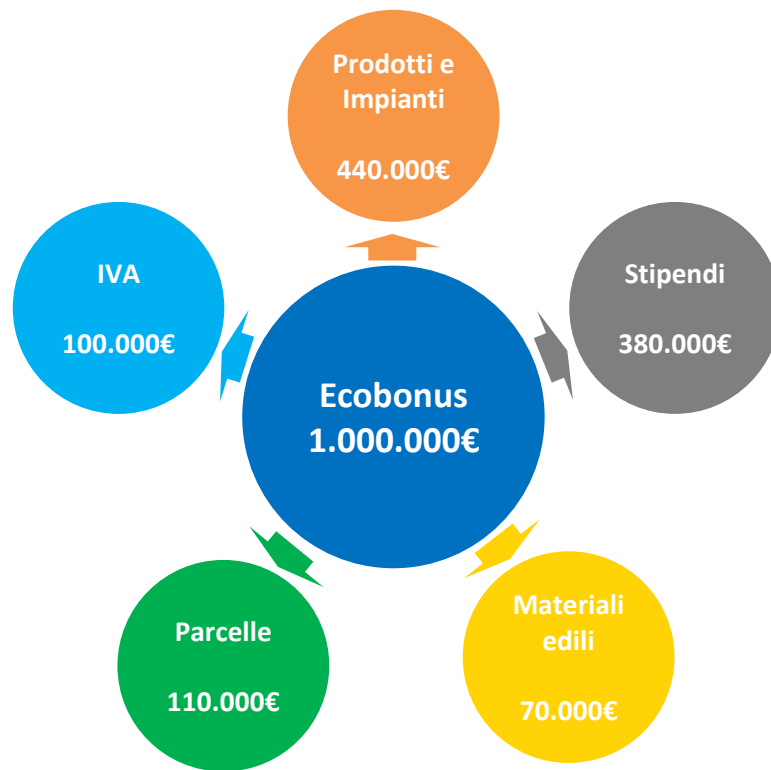 Prodotti e
Impianti
440.000€
IVA
100.000€
Stipendi
380.000€
Ecobonus
1.000.000€
Parcelle
110.000€
Materiali
edili
70.000€